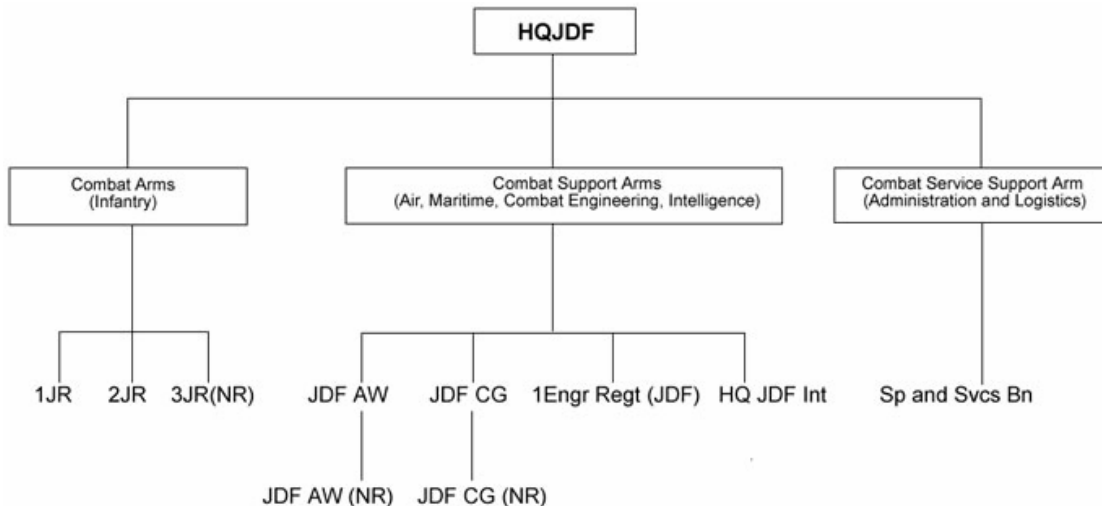 HQJDF
Combat Arms
(Infantry)
Combat Support Arms
(Air, Maritime, Combat Engineering, Intelligence)
Combat Service Support Arm
(Administration and Logistics)
1JR
2JR
3JR(NR)
JDF AW
JDF CG
1Engr Regt (JDF)
HQ JDF Int
Sp and Svcs Bn
JDF AW (NR)
JDF CG (NR)